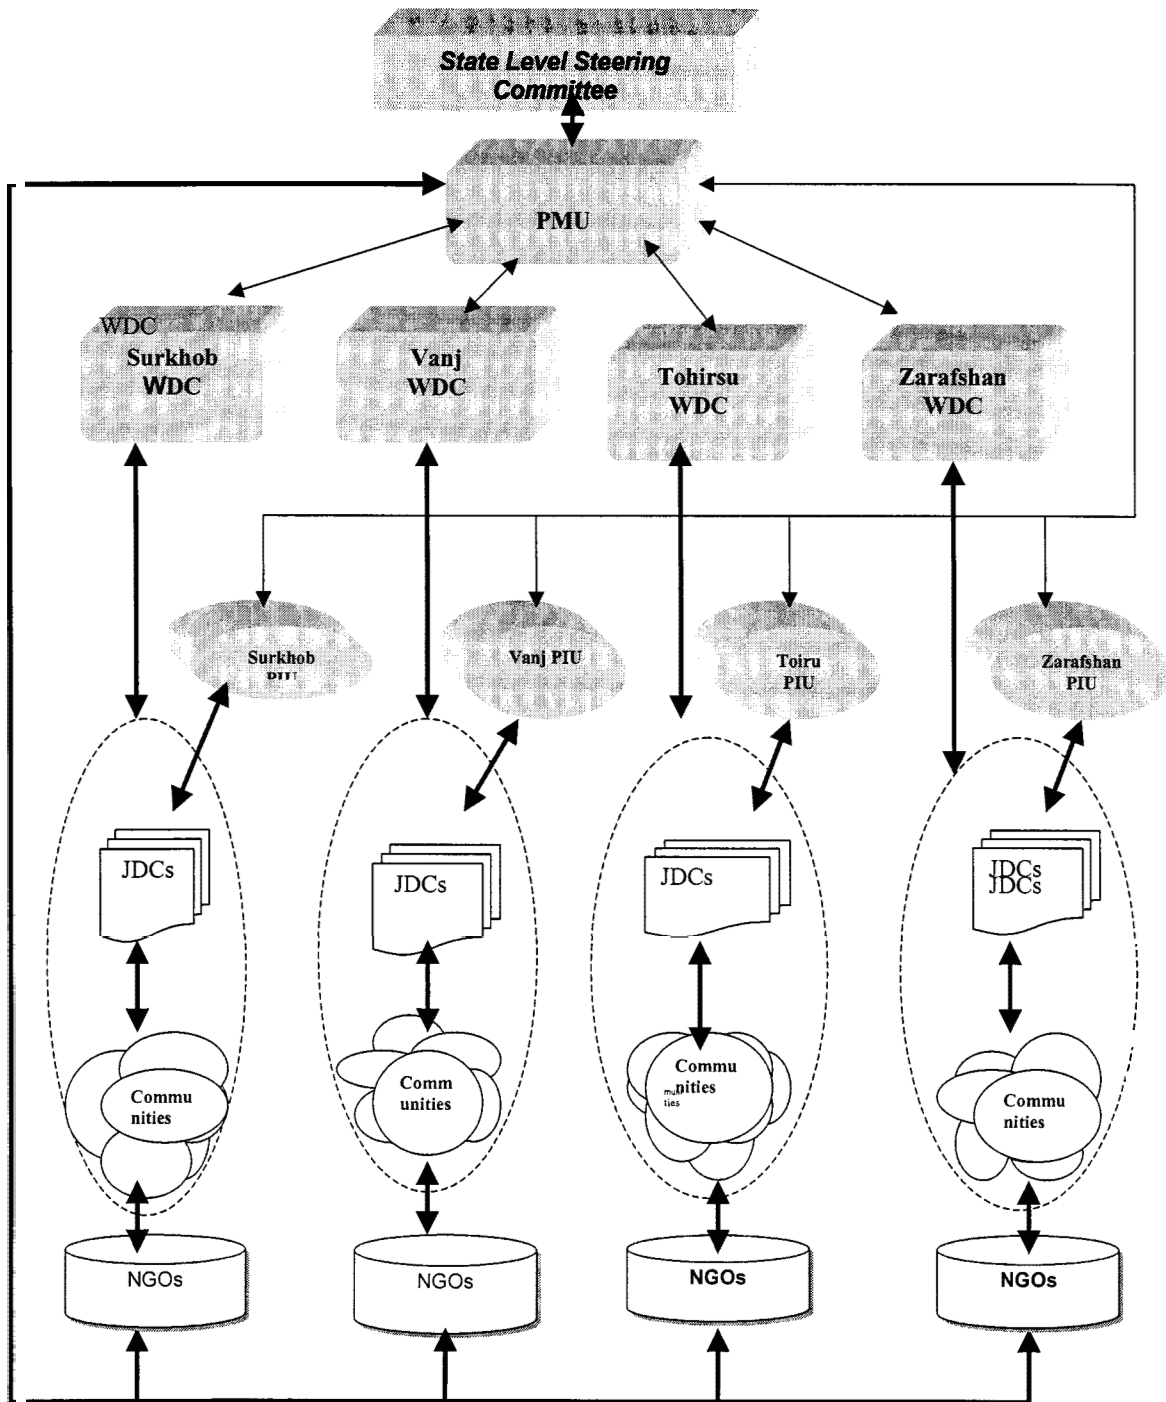 State Level Steering
Committee
PMU
WDC
Surkhob
WDC
Vanj
WDC
Tohirsu
WDC
Zarafshan
WDC
Surkhob
PIU
Vanj PIU
Toiru
PIU
Zarafshan
PIU
JDCs
JDCs
JDCs
JDCs
JDCs
Commu
nities
Comm
unities
Commu
nities
ties
Commu
nities
NGOs
NGOs
NGOs
NGOs